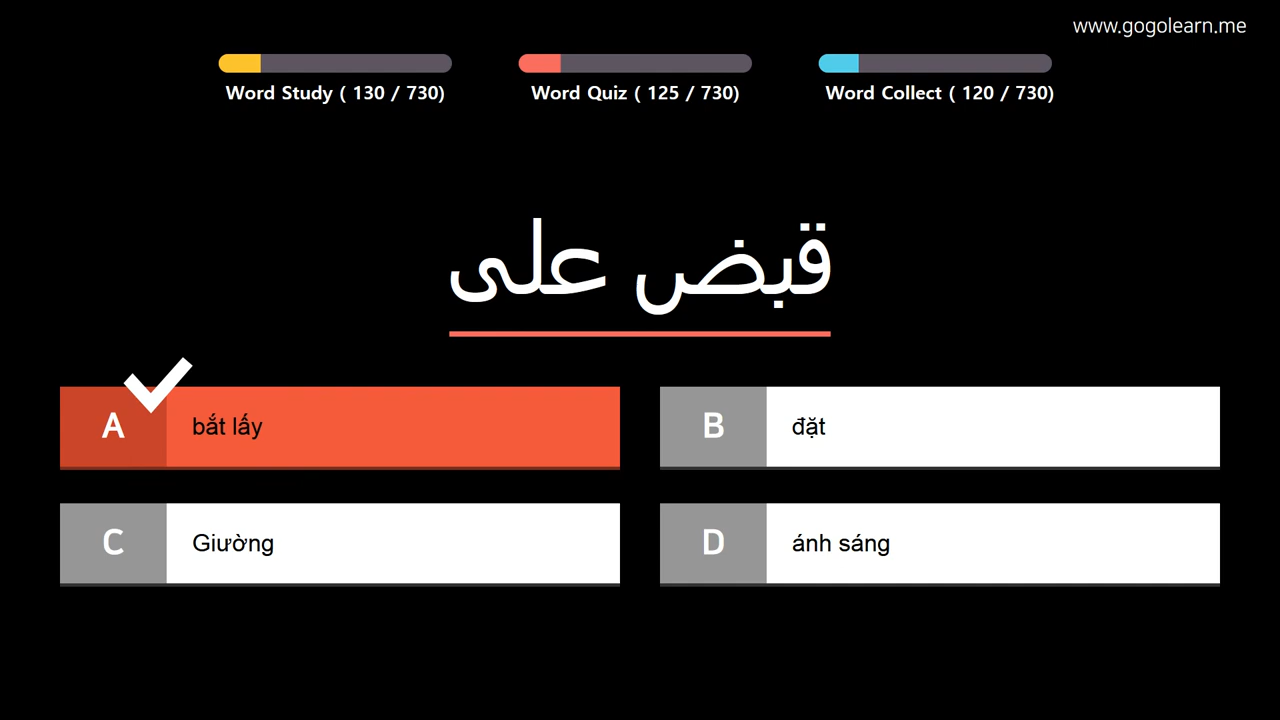 www.gogolearn.me
Word Study ( 130 / 730)
Word Quiz ( 125 / 730)
Word Collect ( 120 / 730)
قبض على
A
bắt lấy
B
đặt
C
Giường
D
ánh sáng